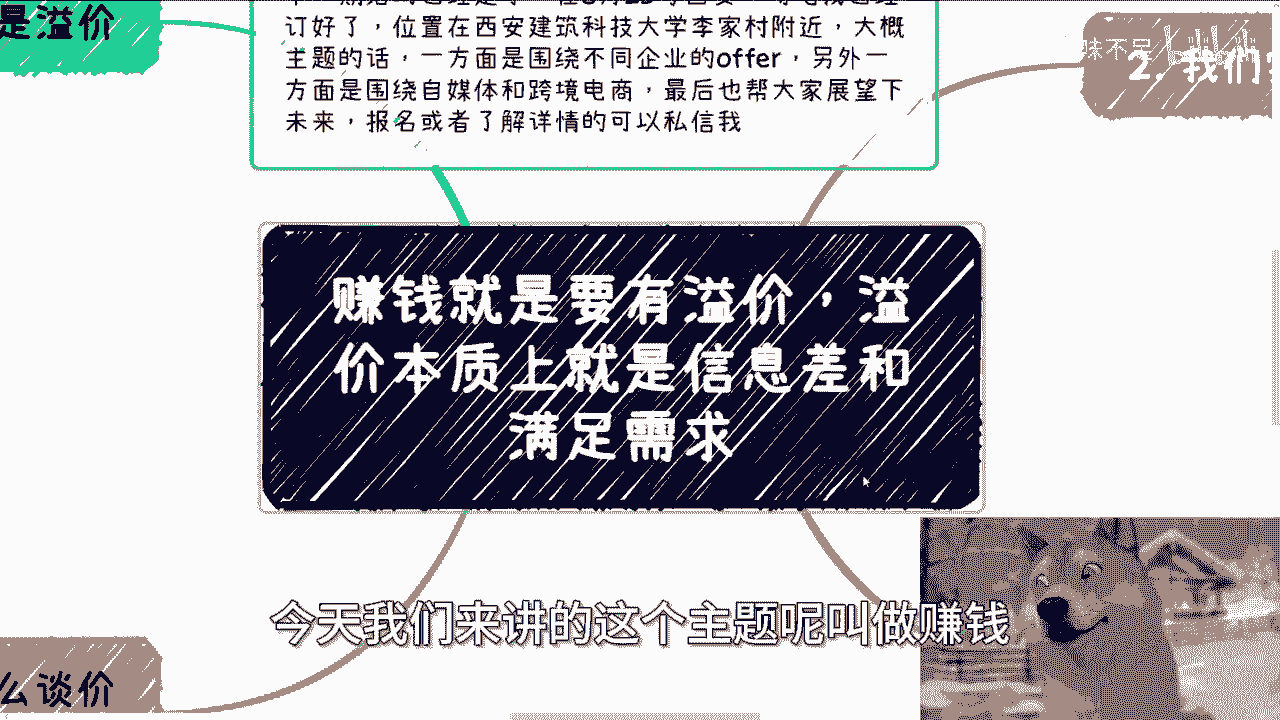 是溢价
订好了，位置在西安建筑科技大学李家村附近，大概
主题的话，一方面是围绕不同企业的offer，另外一
方面是围绕自媒体和跨境电商，最后也帮大家展望下
未来，报名或者了解详情的可以私信我
2. 我们
赚钱就是要有溢价，溢
价本质上就是信息差和
满足需求
今天我们来讲的这个主题呢叫做赚钱
么谈价